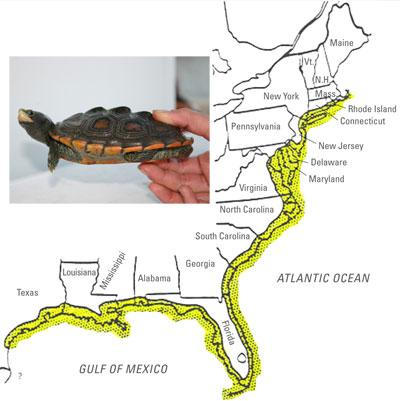 Maine
Vt.
N.H.
New York
Mass.
Rhode Island
Connecticut
Pennsylvania
New Jersey
Delaware
Maryland
Virginia
North Carolina
South Carolina
Georgia
ATLANTIC OCEAN
Mississippi
Alabama
Louisiana
Texas
Florida
GULF OF MEXICO
?